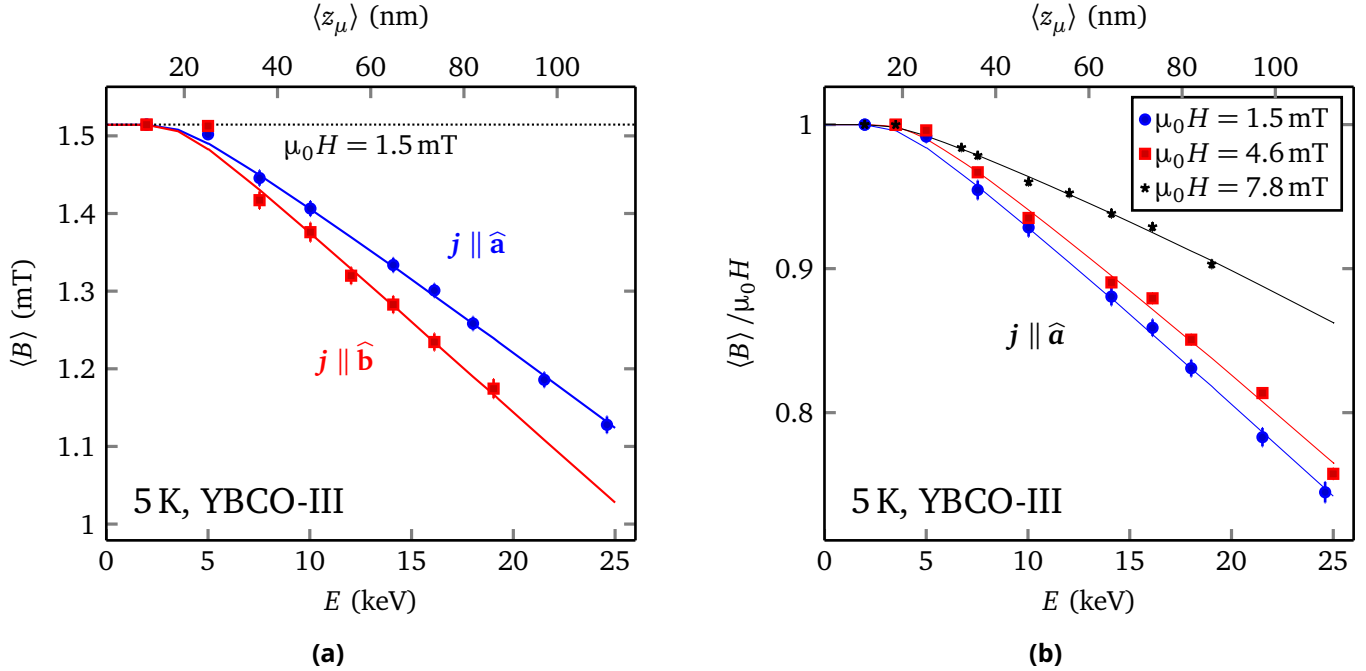 ⟨zμ⟩ (nm)
20 40 60 80 100
1.5
1.4
1.3
1.2
1.1
1
⟨B⟩ (mT)
μ0H = 1.5 mT
j ∥ â
j ∥ b̂
5 K, YBCO-III
0 5 10 15 20 25
E (keV)
(a)
⟨zμ⟩ (nm)
20 40 60 80 100
1
0.9
0.8
⟨B⟩ /μ0H
μ0H = 1.5 mT
μ0H = 4.6 mT
μ0H = 7.8 mT
j ∥ â
5 K, YBCO-III
0 5 10 15 20 25
E (keV)
(b)